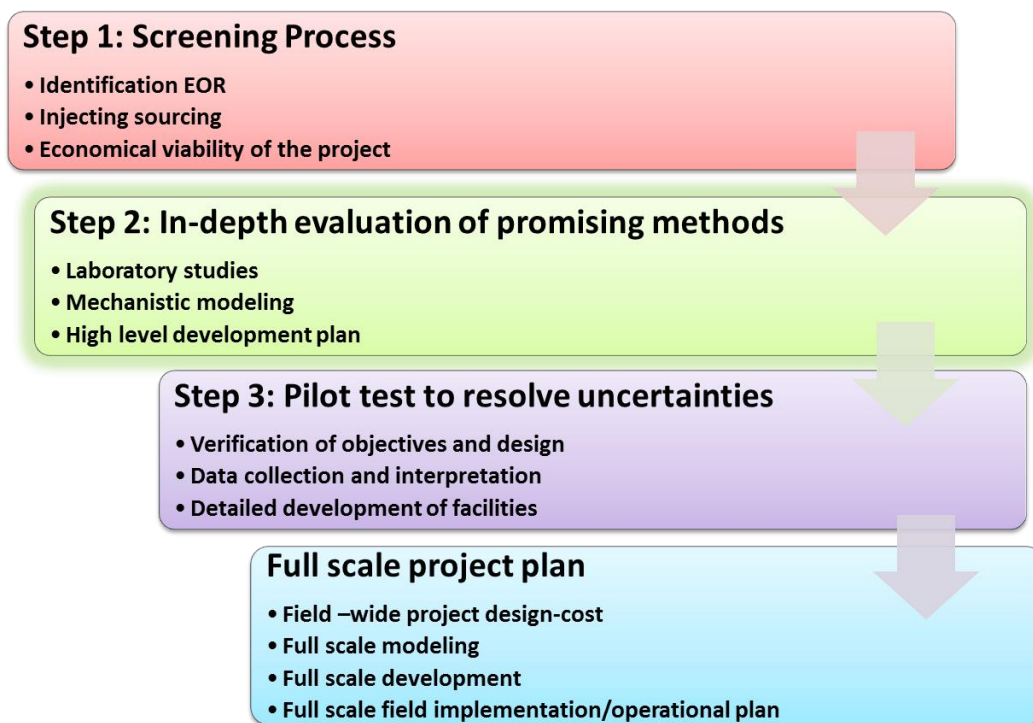 Step 1: Screening Process
• Identification EOR
• Injecting sourcing
• Economical viability of the project
Step 2: In-depth evaluation of promising methods
• Laboratory studies
• Mechanistic modeling
• High level development plan
Step 3: Pilot test to resolve uncertainties
• Verification of objectives and design
• Data collection and interpretation
• Detailed development of facilities
Full scale project plan
• Field –wide project design-cost
• Full scale modeling
• Full scale development
• Full scale field implementation/operational plan